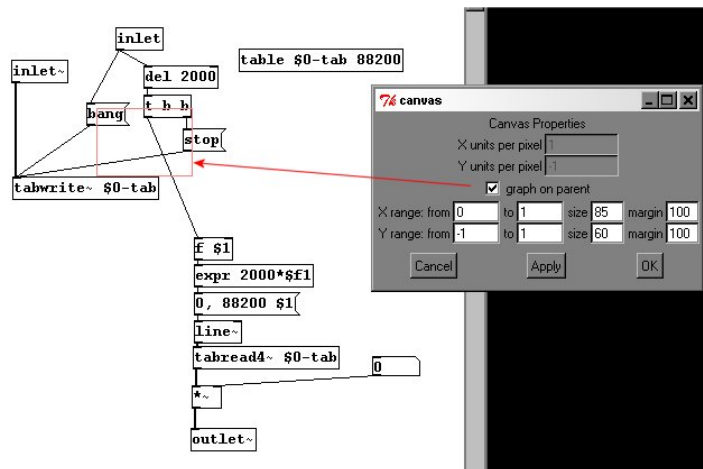 inlet
inlet~
del 2000
table $0-tab 88200
bang
t b b
stop
tabwrite~ $0-tab
f $1
expr 2000*$f1
0, 88200 $1
line~
tabread4~ $0-tab
0
*~
outlet~
canvas
Canvas Properties
X units per pixel 1
Y units per pixel -1
graph on parent
X range: from 0 to 1 size 85 margin 100
Y range: from -1 to 1 size 60 margin 100
Cancel Apply OK